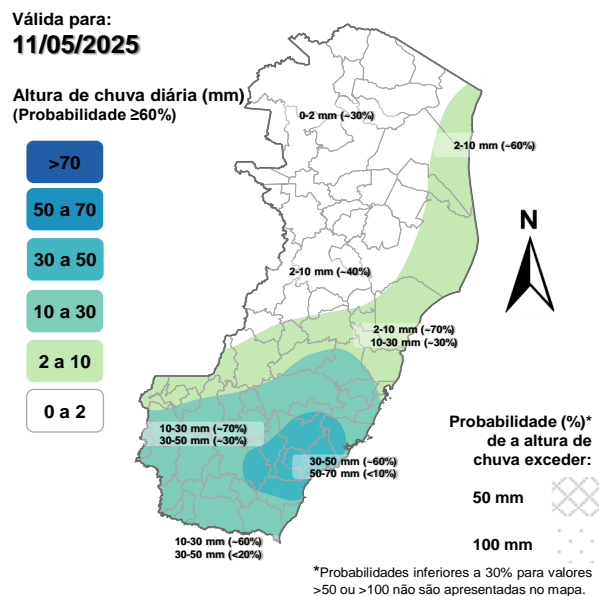 Válida para:
11/05/2025
Altura de chuva diária (mm)
(Probabilidade ≥60%)
>70
50 a 70
30 a 50
10 a 30
2 a 10
0 a 2
0-2 mm (~30%)
2-10 mm (~60%)
N
2-10 mm (~40%)
2-10 mm (~70%)
10-30 mm (~30%)
10-30 mm (~70%)
30-50 mm (~30%)
30-50 mm (~60%)
50-70 mm (<10%)
10-30 mm (~60%)
30-50 mm (<20%)
Probabilidade (%)*
de a altura de
chuva exceder:
50 mm
100 mm
*Probabilidades inferiores a 30% para valores
>50 ou >100 não são apresentadas no mapa.